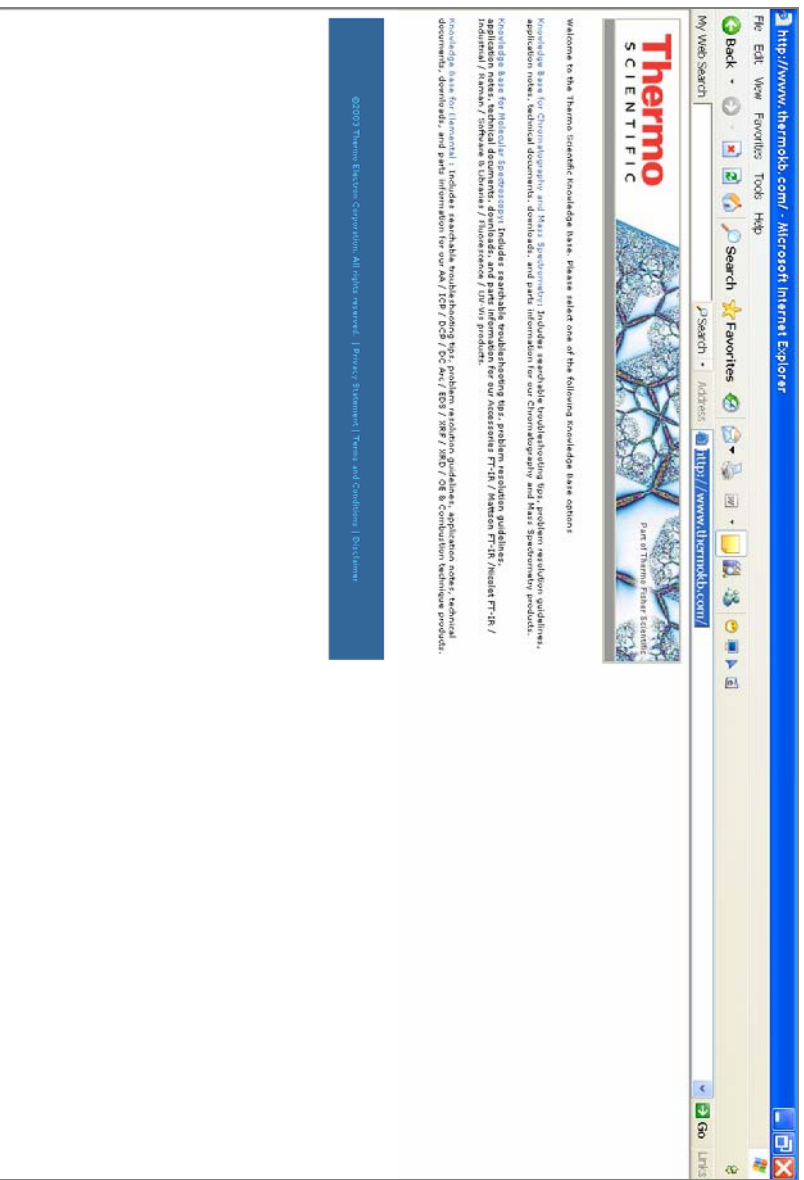 http://www.thermokb.com/ - Microsoft Internet Explorer
File Edit View Favorites Tools Help
Back Search Favorites
My Web Search Search Address http://www.thermokb.com/ Go Links
Thermo
SCIENTIFIC
Part of Thermo Fisher Scientific
Welcome to the Thermo Scientific Knowledge Base. Please select one of the following Knowledge Base options
Knowledge Base for Chromatography and Mass Spectrometry: Includes searchable troubleshooting tips, problem resolution guidelines,
application notes, technical documents, downloads, and parts information for our Chromatography and Mass Spectrometry products.
Knowledge Base for Molecular Spectroscopy: Includes searchable troubleshooting tips, problem resolution guidelines,
application notes, technical documents, downloads, and parts information for our Accessories FT-IR / Mattson FT-IR /Nicolet FT-IR /
Industrial / Raman / Software & Libraries / Fluorescence / UV-Vis products.
Knowledge Base for Elemental : Includes searchable troubleshooting tips, problem resolution guidelines, application notes, technical
documents, downloads, and parts information for our AA / ICP / DCP / DC Arc / EDS / XRF / XRD / OE & Combustion technique products.
©2003 Thermo Electron Corporation. All rights reserved. | Privacy Statement | Terms and Conditions | Disclaimer